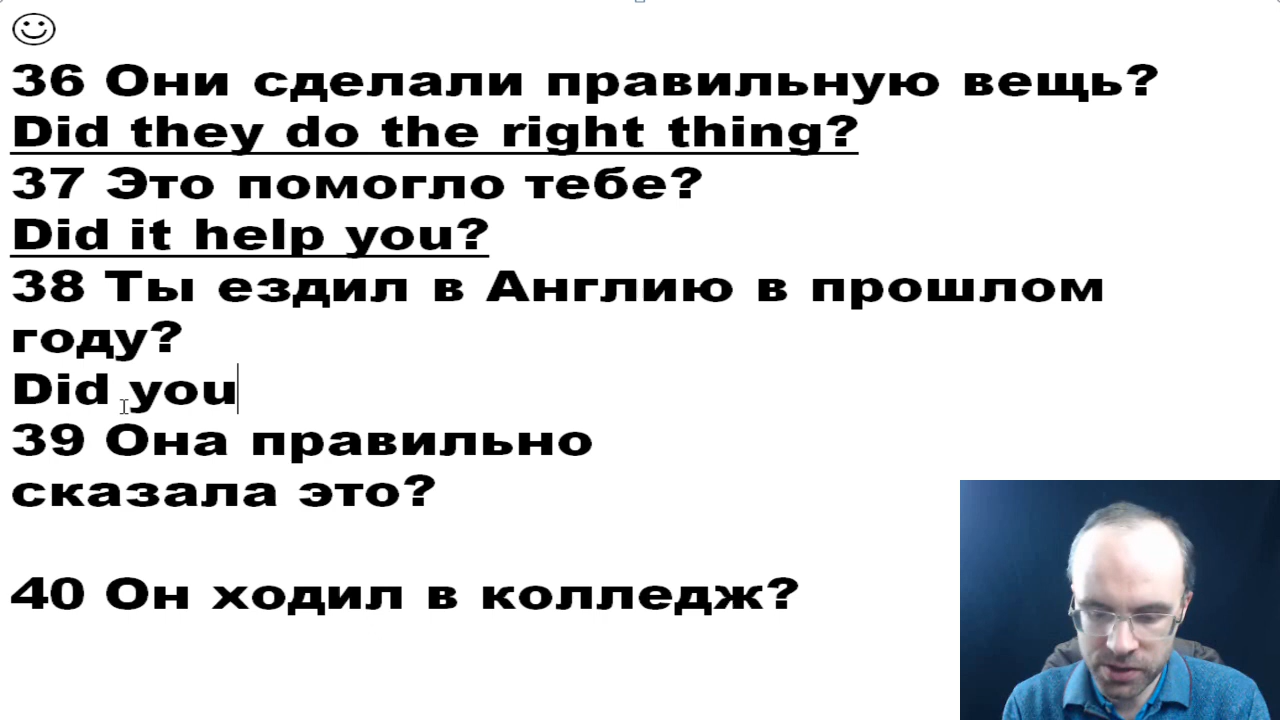 36 Они сделали правильную вещь?
Did they do the right thing?
37 Это помогло тебе?
Did it help you?
38 Ты ездил в Англию в прошлом
году?
Did you
39 Она правильно
сказала это?
40 Он ходил в колледж?